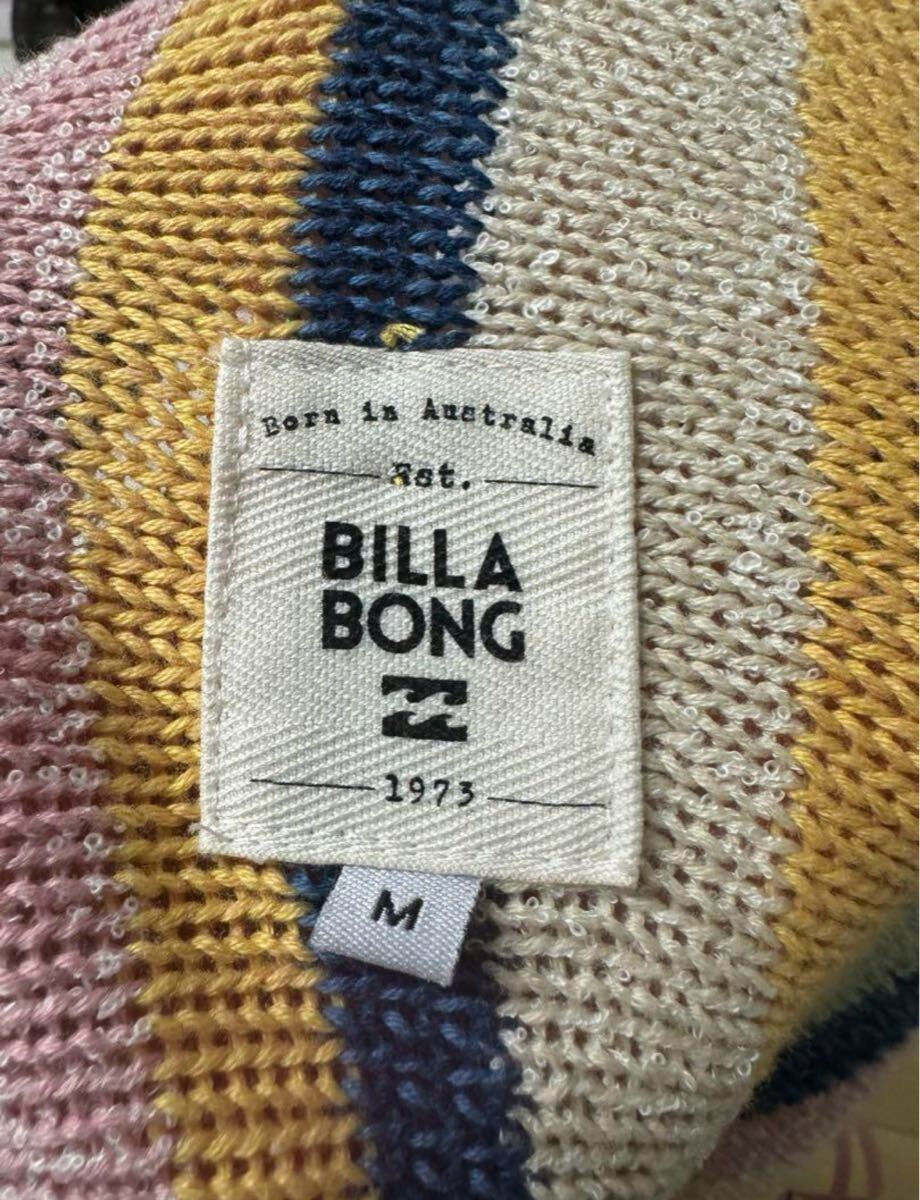 Born in Australia
Est.
BILLA
BONG
1973
M